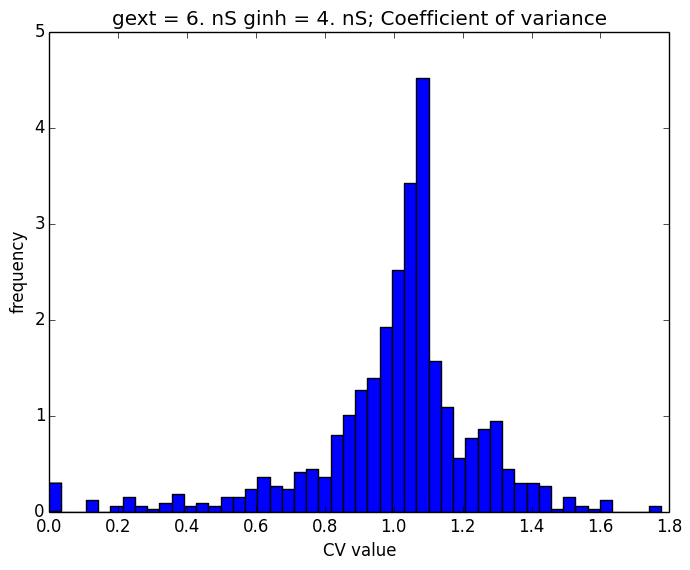 gext = 6. nS ginh = 4. nS; Coefficient of variance
5
4
3
2
1
0
frequency
0.0 0.2 0.4 0.6 0.8 1.0 1.2 1.4 1.6 1.8
CV value